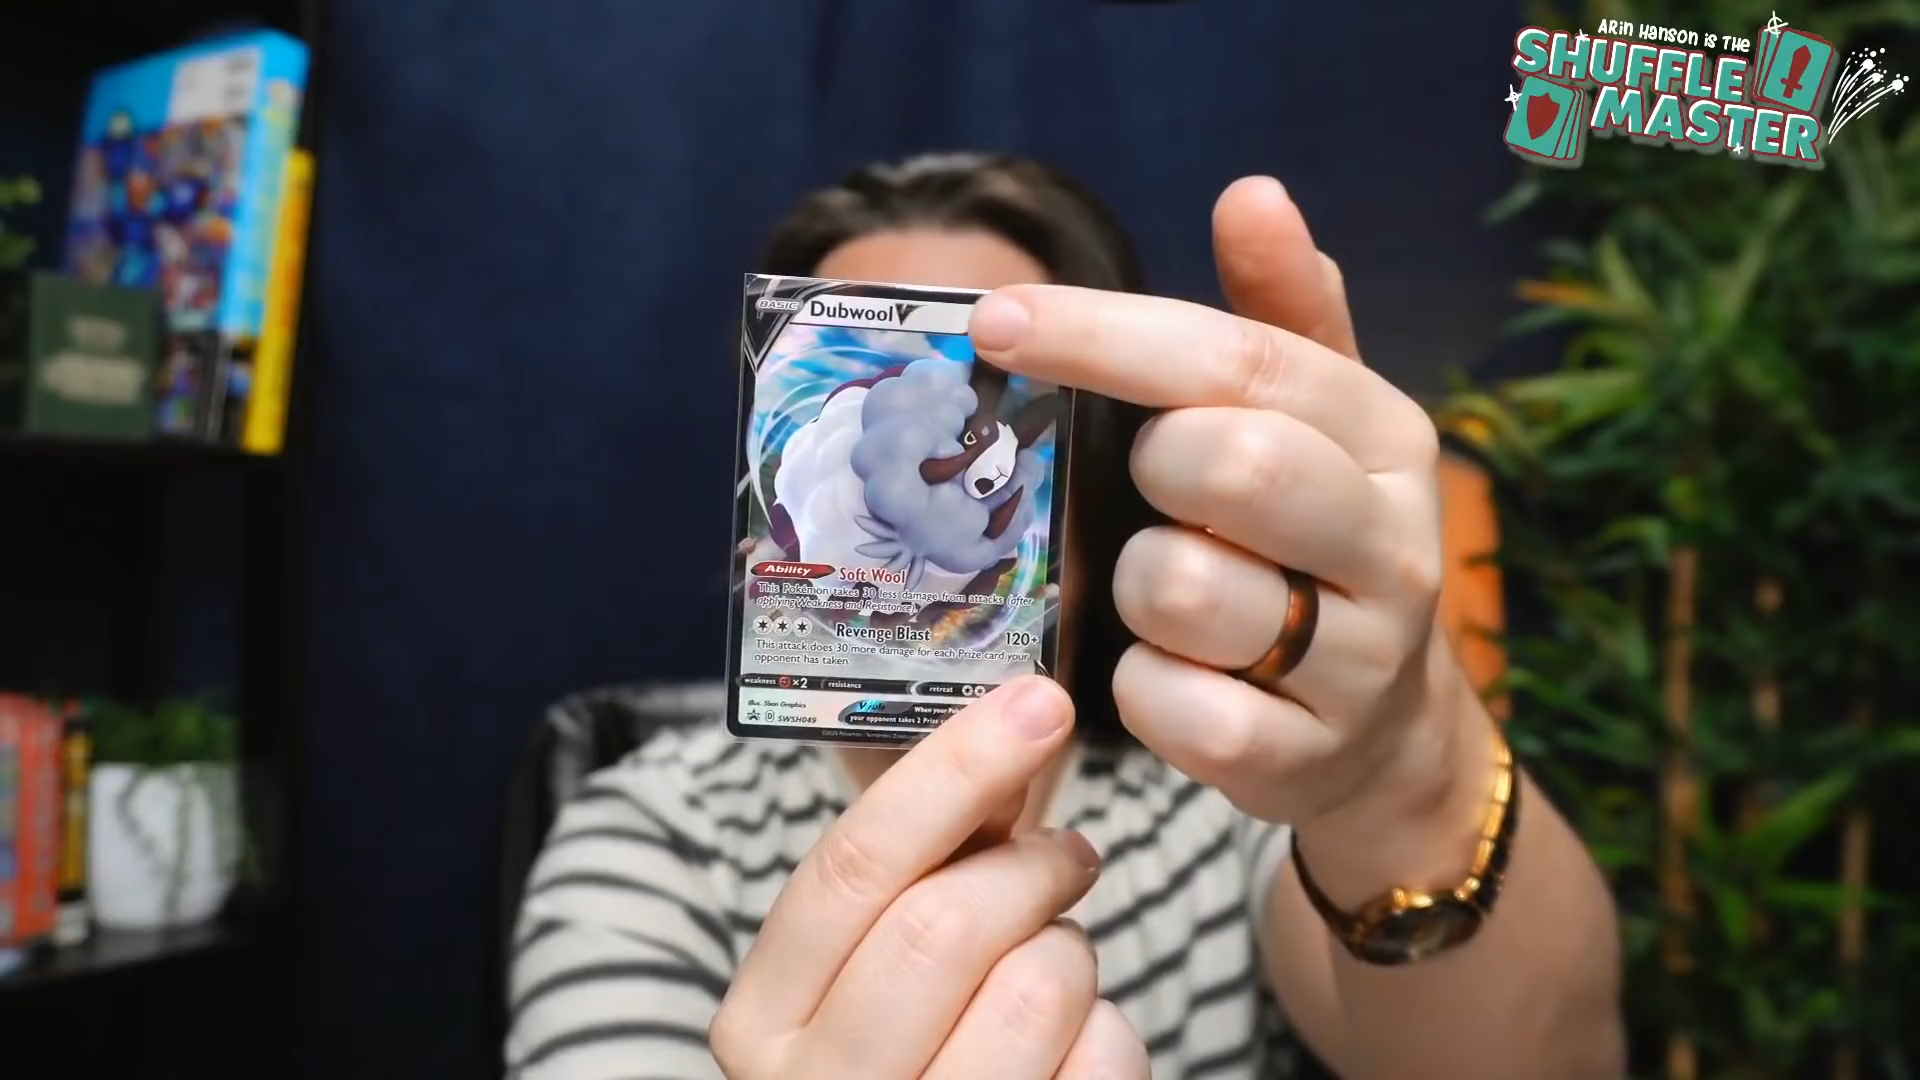 ARin HANSON iS THE
SHUFFLE
MASTER
BASIC
Dubwool V
Ability Soft Wool
This Pokémon takes 30 less damage from attacks (after
applying Weakness and Resistance).
Revenge Blast 120+
This attack does 30 more damage for each Prize card your
opponent has taken.
weakness ×2 resistance retreat
Illus. 5ban Graphics
V rule When your
your opponent takes 2 Prize
D SWSH049